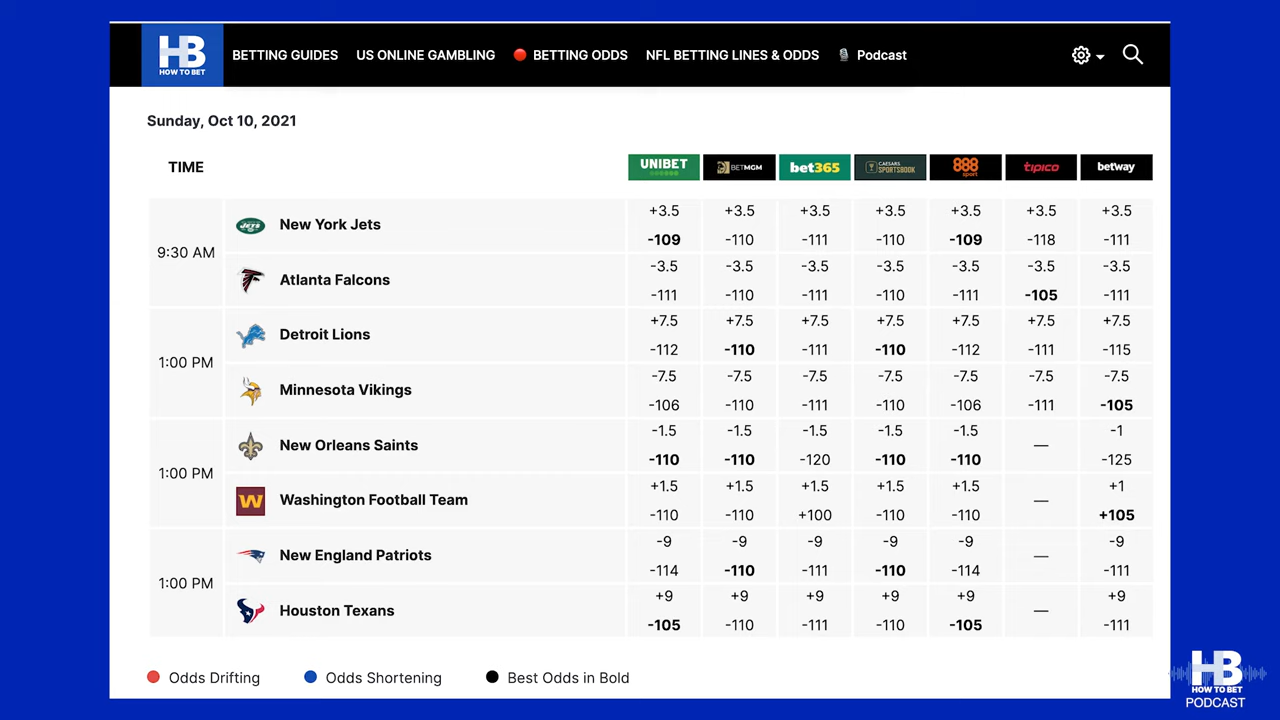 HB HOW TO BET BETTING GUIDES US ONLINE GAMBLING BETTING ODDS NFL BETTING LINES & ODDS Podcast
Sunday, Oct 10, 2021
TIME UNIBET BETMGM bet365 CAESARS SPORTSBOOK 888 sport tipico betway
9:30 AM
New York Jets
+3.5 +3.5 +3.5 +3.5 +3.5 +3.5 +3.5
-109 -110 -111 -110 -109 -118 -111
Atlanta Falcons
-3.5 -3.5 -3.5 -3.5 -3.5 -3.5 -3.5
-111 -110 -111 -110 -111 -105 -111
1:00 PM
Detroit Lions
+7.5 +7.5 +7.5 +7.5 +7.5 +7.5 +7.5
-112 -110 -111 -110 -112 -111 -115
Minnesota Vikings
-7.5 -7.5 -7.5 -7.5 -7.5 -7.5 -7.5
-106 -110 -111 -110 -106 -111 -105
1:00 PM
New Orleans Saints
-1.5 -1.5 -1.5 -1.5 -1.5 — -1
-110 -110 -120 -110 -110 -125
W Washington Football Team
+1.5 +1.5 +1.5 +1.5 +1.5 — +1
-110 -110 +100 -110 -110 +105
1:00 PM
New England Patriots
-9 -9 -9 -9 -9 — -9
-114 -110 -111 -110 -114 -111
Houston Texans
+9 +9 +9 +9 +9 — +9
-105 -110 -111 -110 -105 -111
Odds Drifting Odds Shortening Best Odds in Bold
HB
HOW TO BET
PODCAST